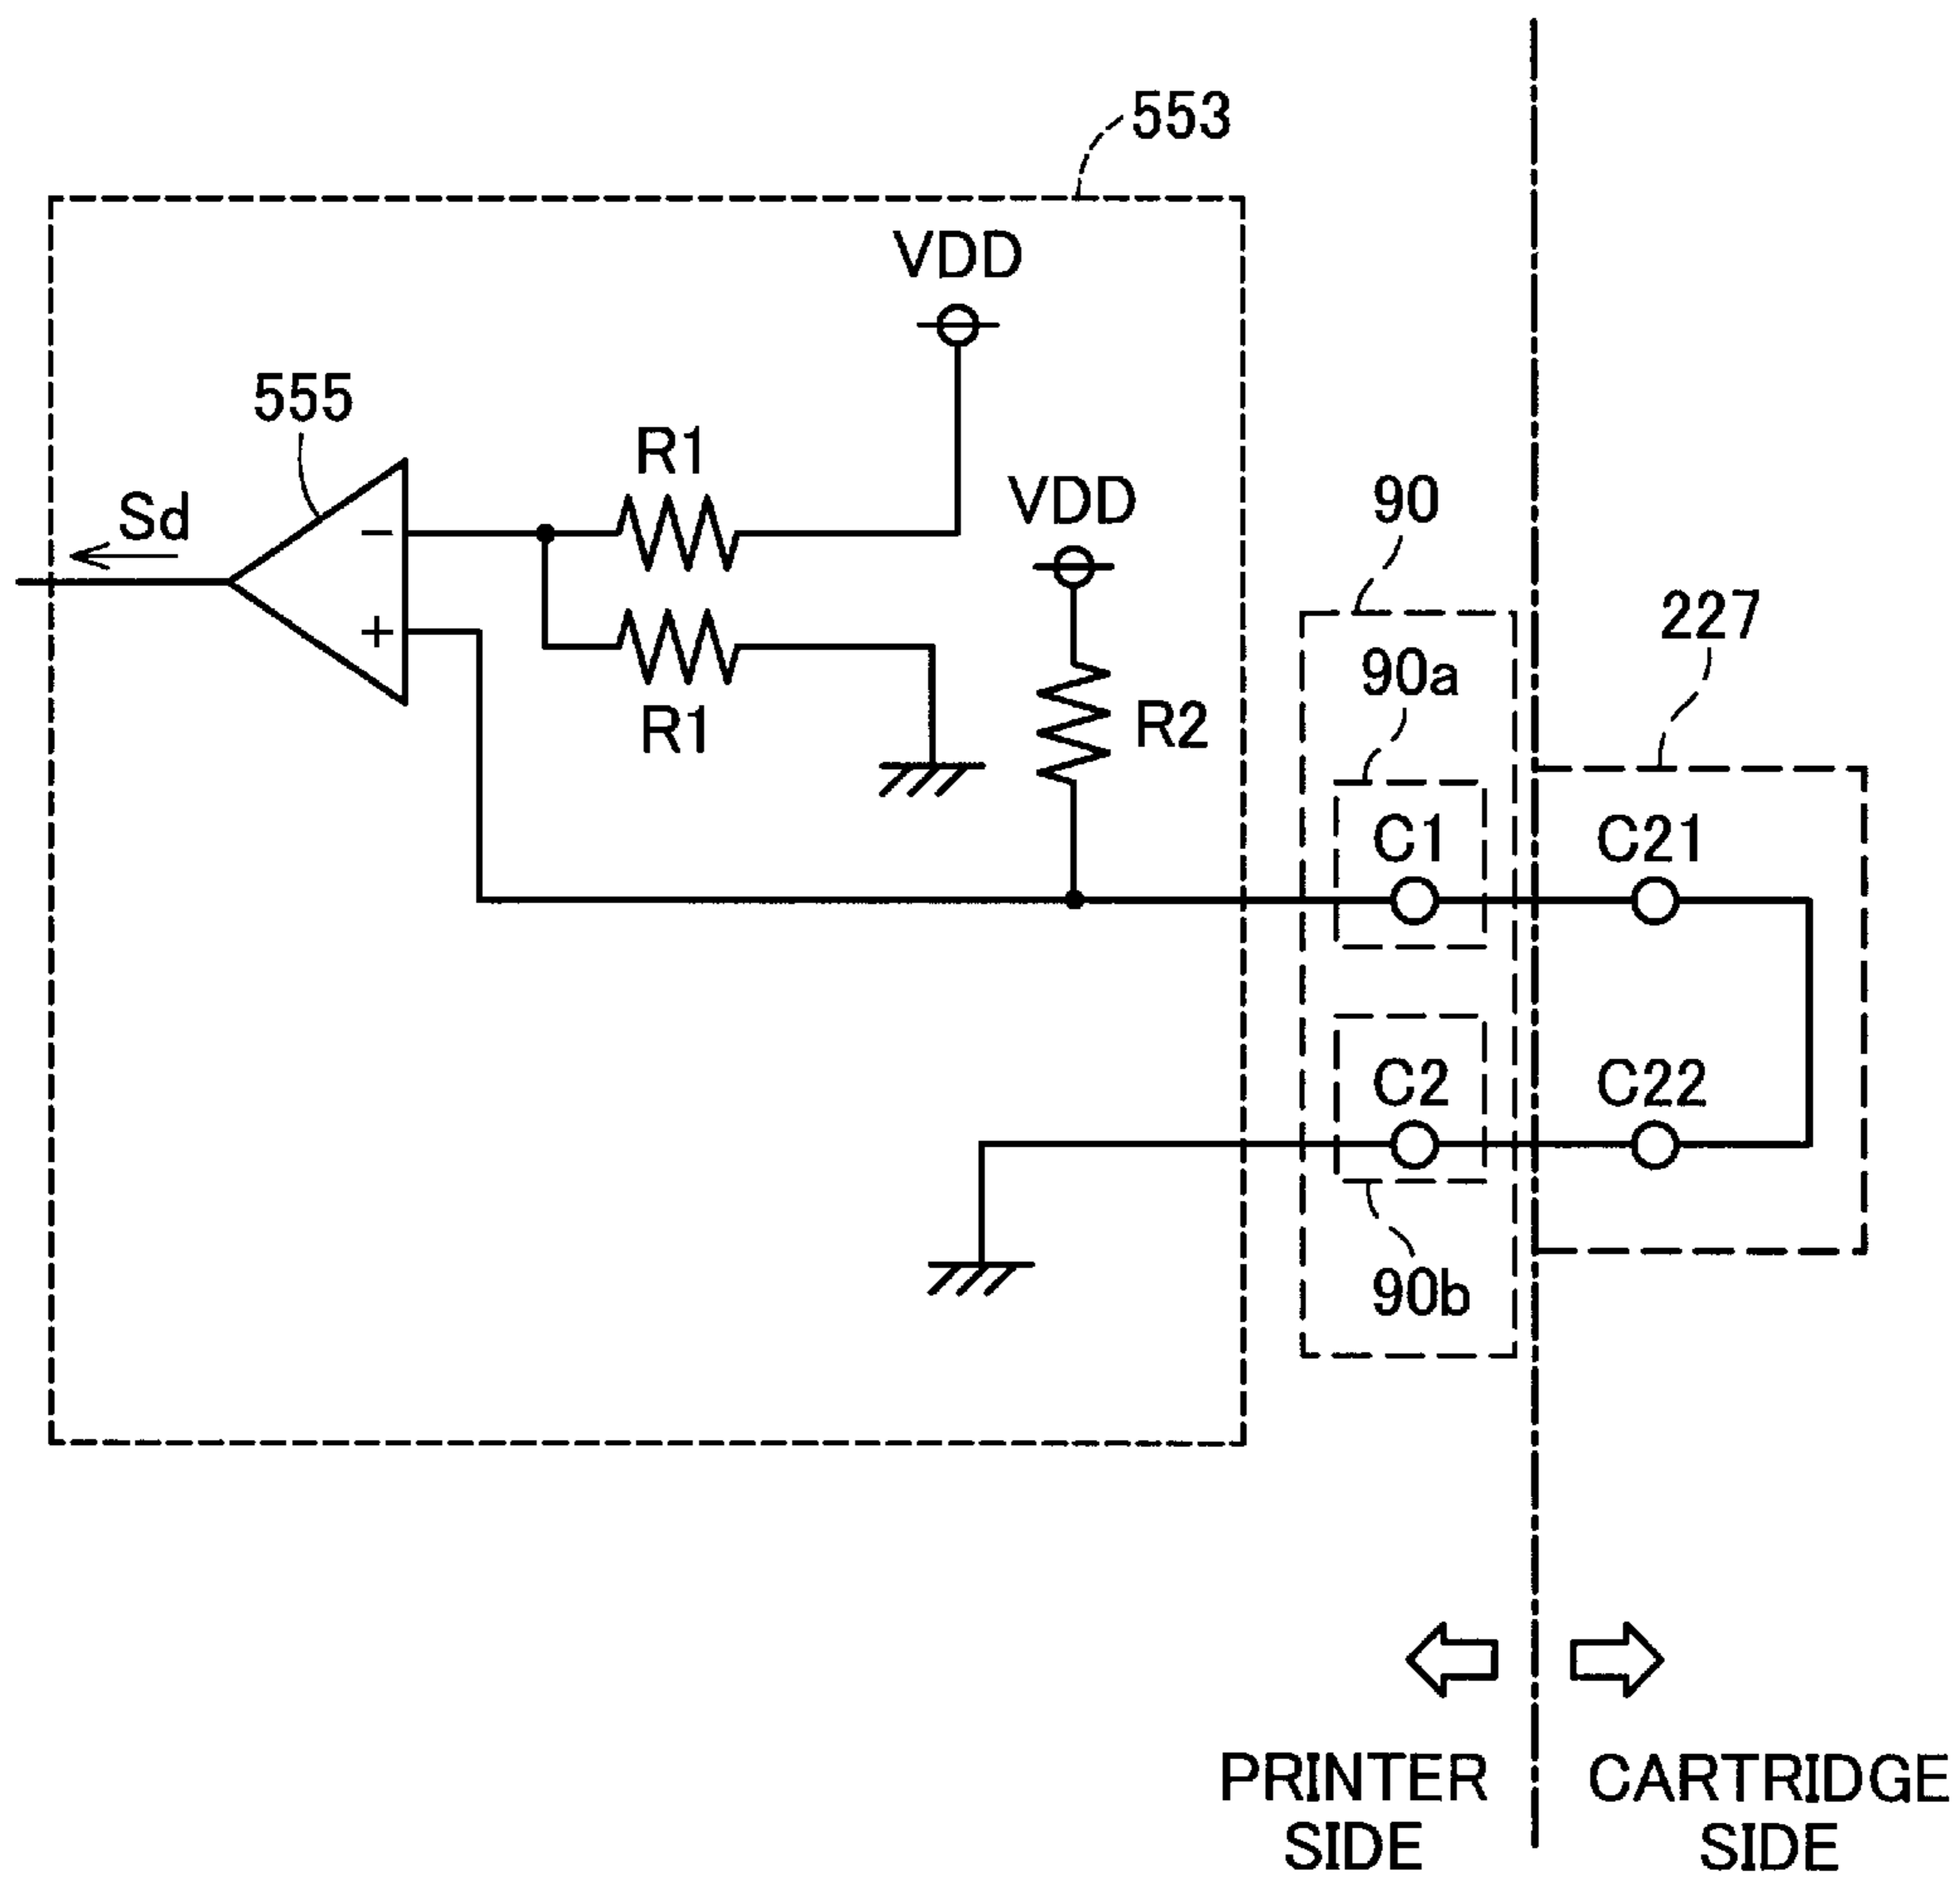 553
VDD
555
R1
Sd
VDD
90
−
227
+
90a
R1
R2
C1
C21
C2
C22
90b
PRINTER SIDE
CARTRIDGE SIDE